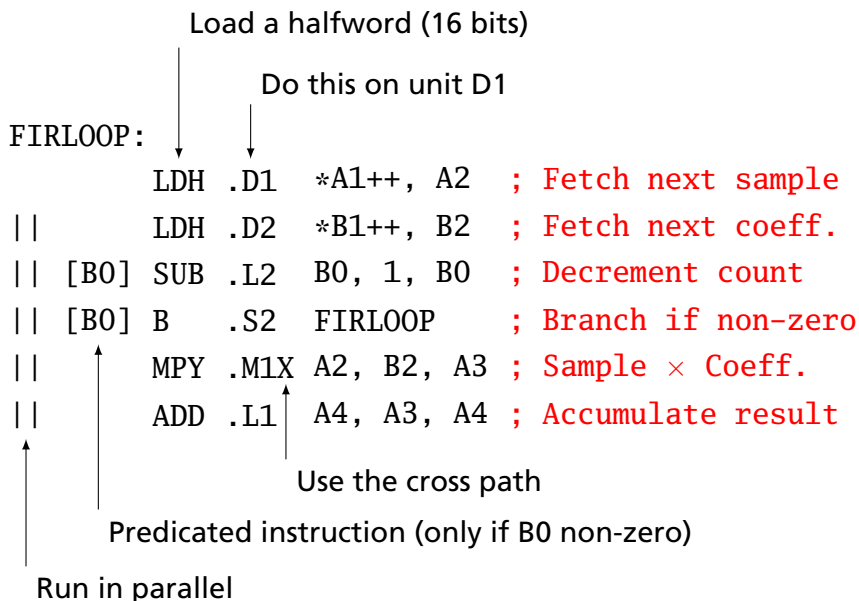 Load a halfword (16 bits)
Do this on unit D1
FIRLOOP:
LDH .D1 *A1++, A2 ; Fetch next sample
|| LDH .D2 *B1++, B2 ; Fetch next coeff.
|| [B0] SUB .L2 B0, 1, B0 ; Decrement count
|| [B0] B .S2 FIRLOOP ; Branch if non-zero
|| MPY .M1X A2, B2, A3 ; Sample × Coeff.
|| ADD .L1 A4, A3, A4 ; Accumulate result
Use the cross path
Predicated instruction (only if B0 non-zero)
Run in parallel